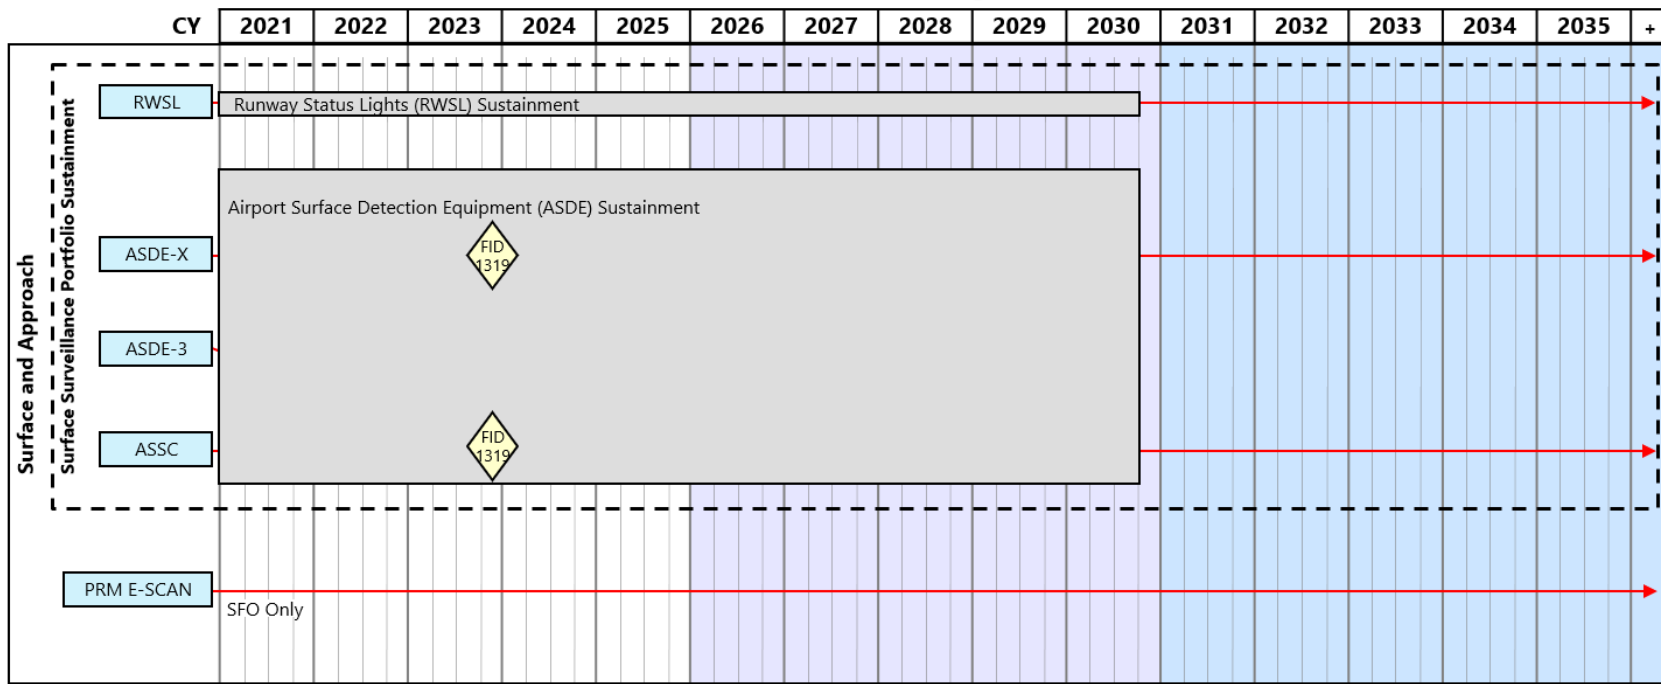 CY 2021 2022 2023 2024 2025 2026 2027 2028 2029 2030 2031 2032 2033 2034 2035 +
Surface and Approach
Surface Surveillance Portfolio Sustainment
RWSL
Runway Status Lights (RWSL) Sustainment
Airport Surface Detection Equipment (ASDE) Sustainment
ASDE-X
FID
1319
ASDE-3
ASSC
FID
1319
PRM E-SCAN
SFO Only